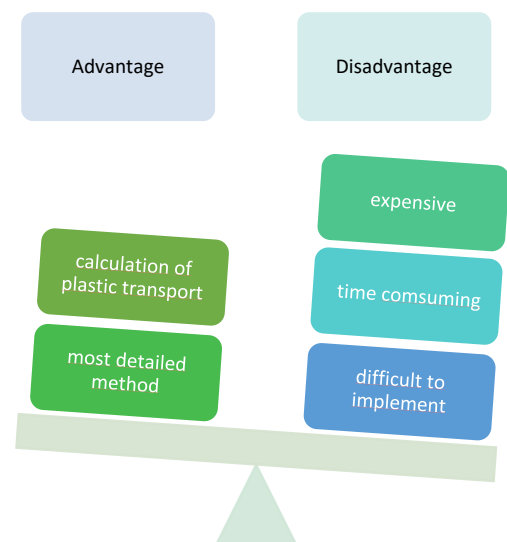 Advantage
Disadvantage
calculation of
plastic transport
most detailed
method
expensive
time comsuming
difficult to
implement